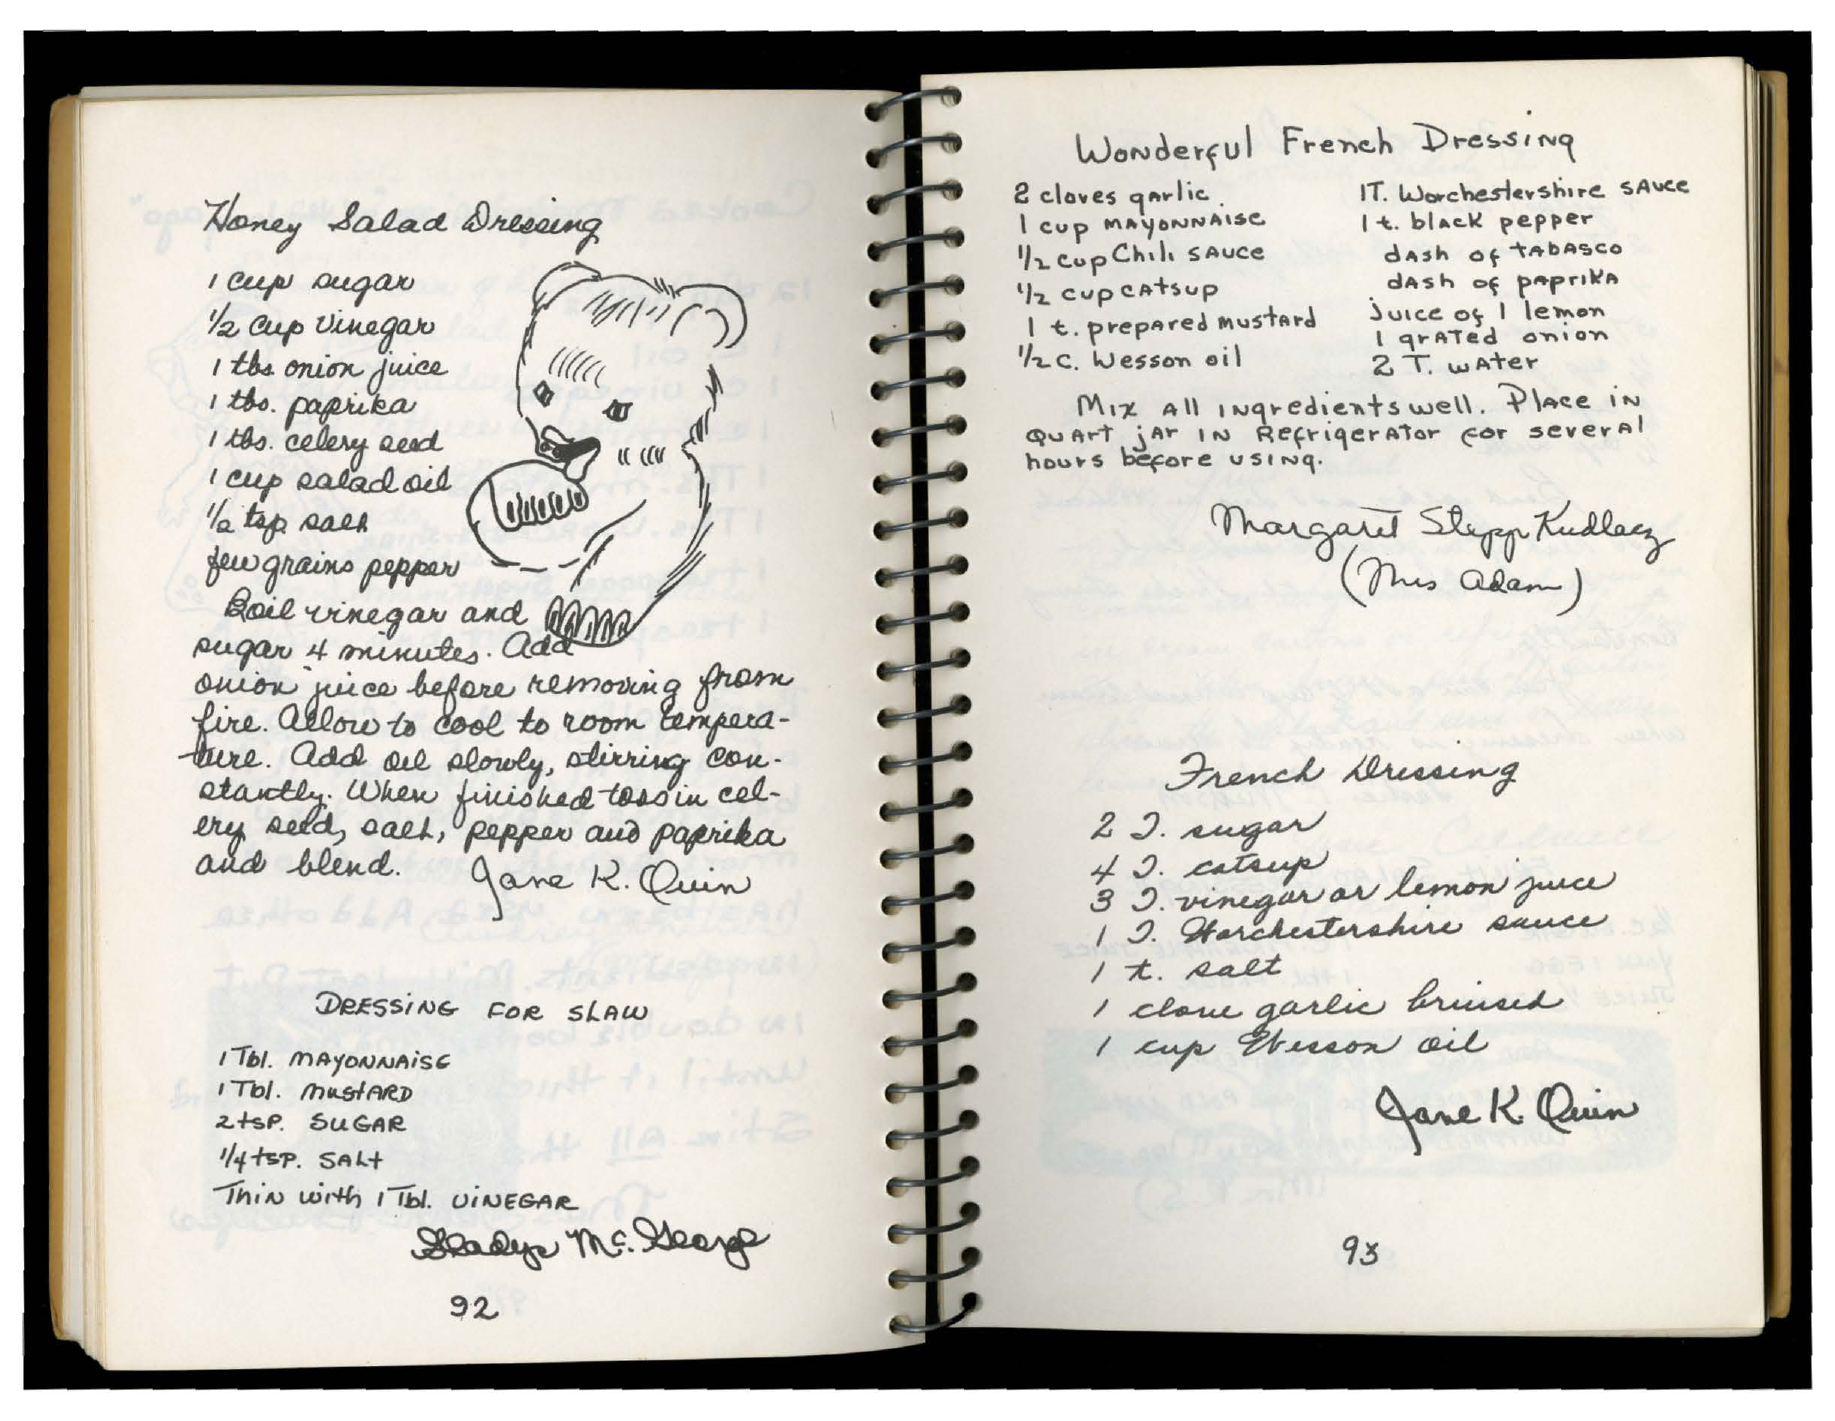 Honey Salad Dressing
1 cup sugar
1/2 cup vinegar
1 tbs onion juice
1 tbs. paprika
1 tbs. celery seed
1 cup salad oil
1/2 tsp salt
few grains pepper
Boil vinegar and
sugar 4 minutes. Add
onion juice before removing from
fire. Allow to cool to room tempera-
ture. Add oil slowly, stirring con-
stantly. When finished toss in cel-
ery seed, salt, pepper and paprika
and blend.
Jane K. Quin
DRESSING FOR SLAW
1 Tbl. MAYONNAISE
1 Tbl. MUSTARD
2 tsp. SUGAR
1/4 tsp. SALT
Thin with 1 Tbl. VINEGAR
Gladys Mc. George
92
Wonderful French Dressing
2 cloves garlic
1 cup MAYONNAISE
1/2 cup Chili SAUCE
1/2 cup CATSUP
1 t. prepared MUSTARD
1/2 c. Wesson oil
1T. Worchestershire SAUCE
1 t. black pepper
dash of TABASCO
dash of paprika
juice of 1 lemon
1 grated onion
2 T. water
Mix all ingredients well. Place in
quart jar in Refrigerator for several
hours before using.
Margaret Stepp Kudlacz
(Mrs Adam)
French Dressing
2 T. sugar
4 T. catsup
3 T. vinegar or lemon juice
1 T. Worchestershire sauce
1 t. salt
1 clove garlic bruised
1 cup Wesson oil
Jane K. Quin
93